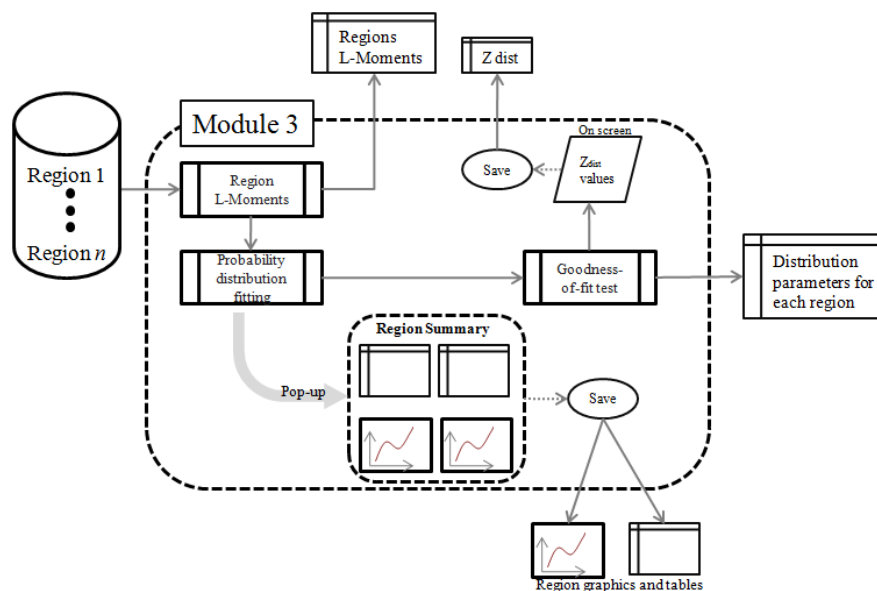 Regions
L-Moments
Z dist
Module 3
On screen
Region 1
Region n
Region
L-Moments
Save
Zdist
values
Probability
distribution
fitting
Goodness-
of-fit test
Distribution
parameters for
each region
Region Summary
Pop-up
Save
Region graphics and tables